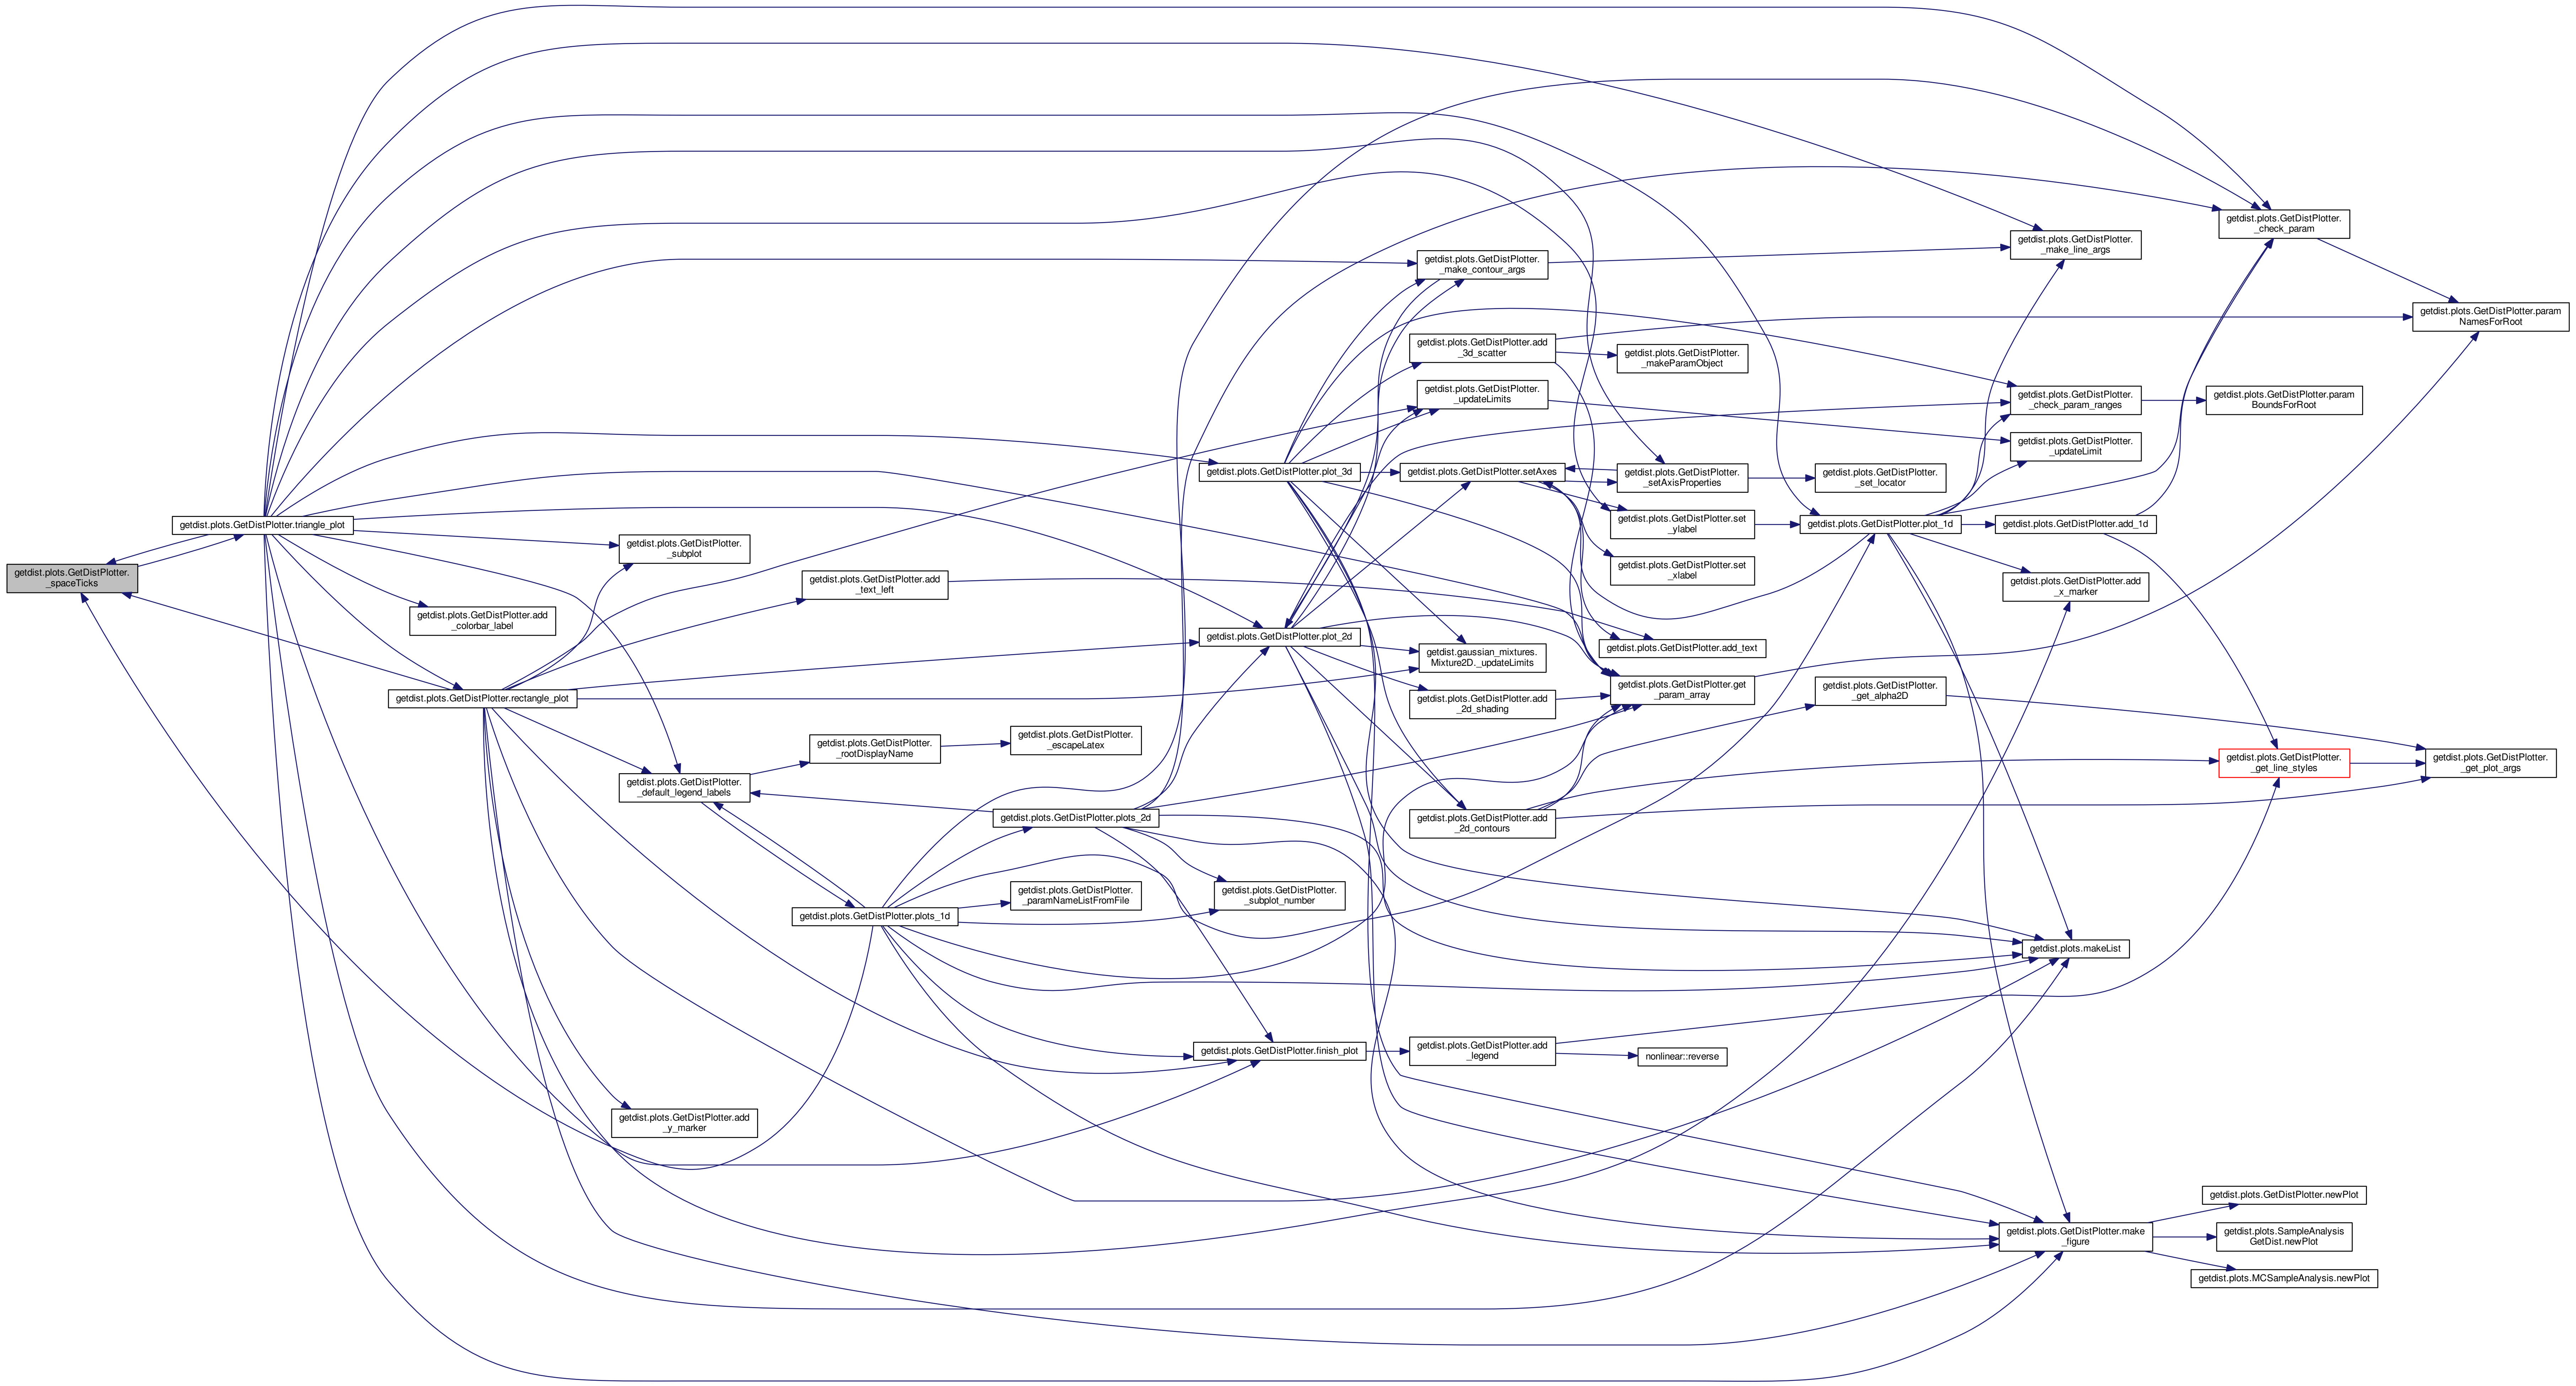 getdist.plots.GetDistPlotter.
_spaceTicks
getdist.plots.GetDistPlotter.triangle_plot
getdist.plots.GetDistPlotter.rectangle_plot
getdist.plots.GetDistPlotter.add
_colorbar_label
getdist.plots.GetDistPlotter.
_subplot
getdist.plots.GetDistPlotter.
_default_legend_labels
getdist.plots.GetDistPlotter.add
_y_marker
getdist.plots.GetDistPlotter.add
_text_left
getdist.plots.GetDistPlotter.
_rootDisplayName
getdist.plots.GetDistPlotter.plots_1d
getdist.plots.GetDistPlotter.
_escapeLatex
getdist.plots.GetDistPlotter.plots_2d
getdist.plots.GetDistPlotter.
_paramNameListFromFile
getdist.plots.GetDistPlotter.plot_3d
getdist.plots.GetDistPlotter.plot_2d
getdist.plots.GetDistPlotter.
_subplot_number
getdist.plots.GetDistPlotter.finish_plot
getdist.plots.GetDistPlotter.
_make_contour_args
getdist.plots.GetDistPlotter.add
_3d_scatter
getdist.plots.GetDistPlotter.
_updateLimits
getdist.plots.GetDistPlotter.setAxes
getdist.gaussian_mixtures.
Mixture2D._updateLimits
getdist.plots.GetDistPlotter.add
_2d_shading
getdist.plots.GetDistPlotter.add
_2d_contours
getdist.plots.GetDistPlotter.add
_legend
getdist.plots.GetDistPlotter.
_makeParamObject
getdist.plots.GetDistPlotter.
_setAxisProperties
getdist.plots.GetDistPlotter.set
_ylabel
getdist.plots.GetDistPlotter.set
_xlabel
getdist.plots.GetDistPlotter.add_text
getdist.plots.GetDistPlotter.get
_param_array
nonlinear::reverse
getdist.plots.GetDistPlotter.
_set_locator
getdist.plots.GetDistPlotter.plot_1d
getdist.plots.GetDistPlotter.
_get_alpha2D
getdist.plots.GetDistPlotter.
_make_line_args
getdist.plots.GetDistPlotter.
_check_param_ranges
getdist.plots.GetDistPlotter.
_updateLimit
getdist.plots.GetDistPlotter.add_1d
getdist.plots.GetDistPlotter.add
_x_marker
getdist.plots.makeList
getdist.plots.GetDistPlotter.make
_figure
getdist.plots.GetDistPlotter.
_check_param
getdist.plots.GetDistPlotter.param
BoundsForRoot
getdist.plots.GetDistPlotter.
_get_line_styles
getdist.plots.GetDistPlotter.newPlot
getdist.plots.SampleAnalysis
GetDist.newPlot
getdist.plots.MCSampleAnalysis.newPlot
getdist.plots.GetDistPlotter.param
NamesForRoot
getdist.plots.GetDistPlotter.
_get_plot_args